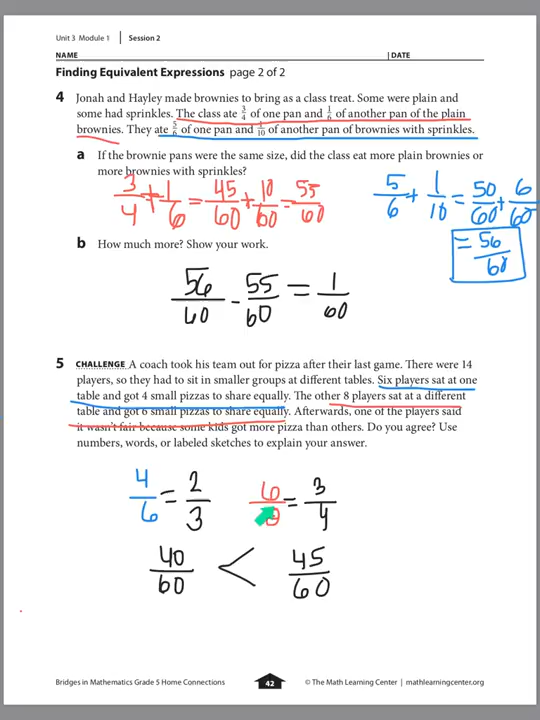 Unit 3 Module 1 | Session 2
NAME | DATE
Finding Equivalent Expressions page 2 of 2
4 Jonah and Hayley made brownies to bring as a class treat. Some were plain and
some had sprinkles. The class ate 3/4 of one pan and 1/6 of another pan of the plain
brownies. They ate 5/6 of one pan and 1/10 of another pan of brownies with sprinkles.
a If the brownie pans were the same size, did the class eat more plain brownies or
more brownies with sprinkles?
3/4 + 1/6 = 45/60 + 10/60 = 55/60
5/6 + 1/10 = 50/60 + 6/60
= 56/60
b How much more? Show your work.
56/60 - 55/60 = 1/60
5 CHALLENGE A coach took his team out for pizza after their last game. There were 14
players, so they had to sit in smaller groups at different tables. Six players sat at one
table and got 4 small pizzas to share equally. The other 8 players sat at a different
table and got 6 small pizzas to share equally. Afterwards, one of the players said
it wasn't fair because some kids got more pizza than others. Do you agree? Use
numbers, words, or labeled sketches to explain your answer.
4/6 = 2/3 6/8 = 3/4
40/60 < 45/60
Bridges in Mathematics Grade 5 Home Connections 42 © The Math Learning Center | mathlearningcenter.org